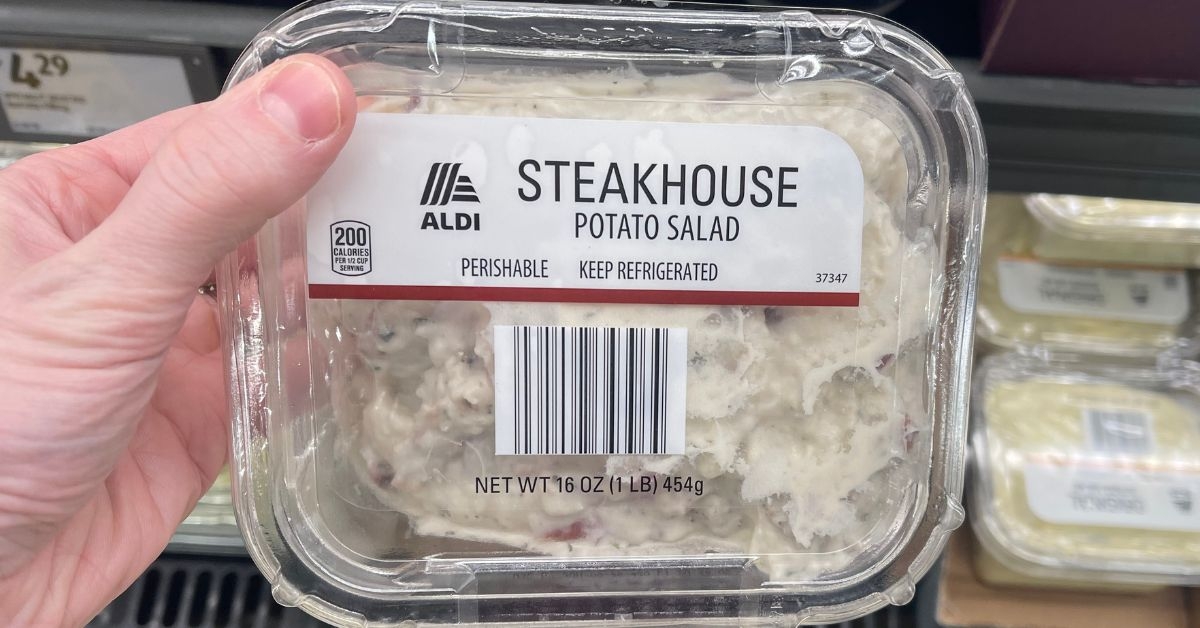 4.29
ALDI
STEAKHOUSE
POTATO SALAD
200
CALORIES
PER 1/2 CUP
SERVING
PERISHABLE KEEP REFRIGERATED
37347
NET WT 16 OZ (1 LB) 454g